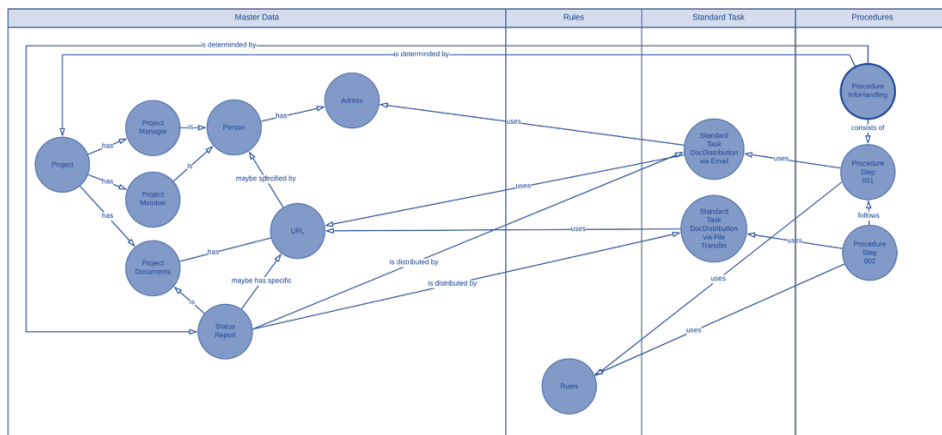 Master Data
Rules
Standard Task
Procedures
is determinded by
is determinded by
Procedure
Inforiandling
consists of
Adress
has
Project
Manager
is
Person
has
uses
Standard
Task
DocDistribution
via Email
uses
Procedure
Step
001
Project
has
is
maybe specified by
uses
Project
Member
has
follows
URL
uses
Standard
Task
DocDistribution
via File
Transfer
uses
Procedure
Step
002
Project
Documents
has
is distributed by
uses
maybe has specific
is distributed by
is
Status
Report
uses
Rules